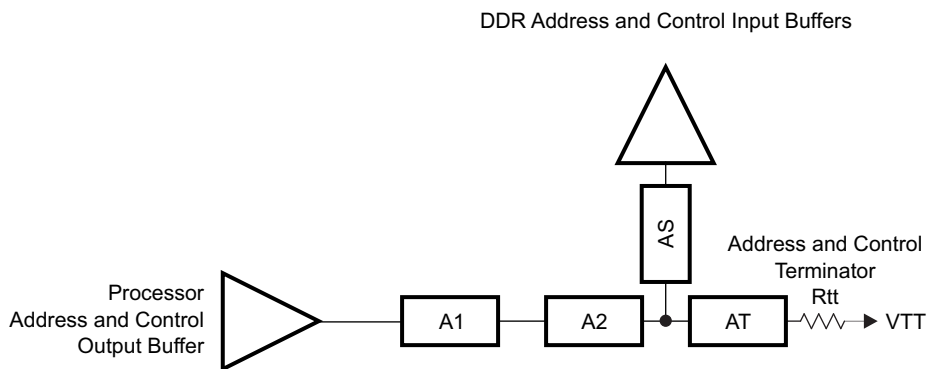 DDR Address and Control Input Buffers
AS
Address and Control
Terminator
Rtt
Processor
Address and Control
Output Buffer
A1
A2
AT
VTT